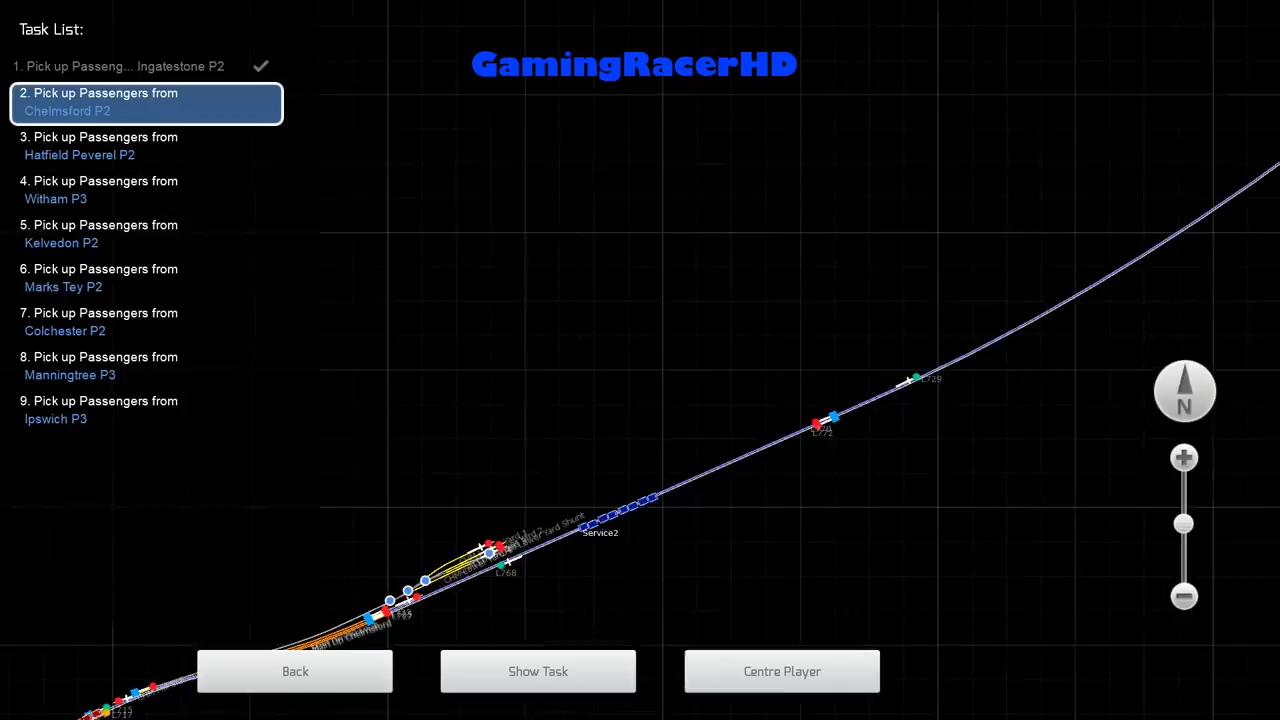 Task List:
GamingRacerHD
1. Pick up Passeng... Ingatestone P2
2. Pick up Passengers from
Chelmsford P2
3. Pick up Passengers from
Hatfield Peverel P2
4. Pick up Passengers from
Witham P3
5. Pick up Passengers from
Kelvedon P2
6. Pick up Passengers from
Marks Tey P2
7. Pick up Passengers from
Colchester P2
8. Pick up Passengers from
Manningtree P3
9. Pick up Passengers from
Ipswich P3
L729
L772
N
Service2
L768
Main Up Chelmsford
Back
Show Task
Centre Player
L717